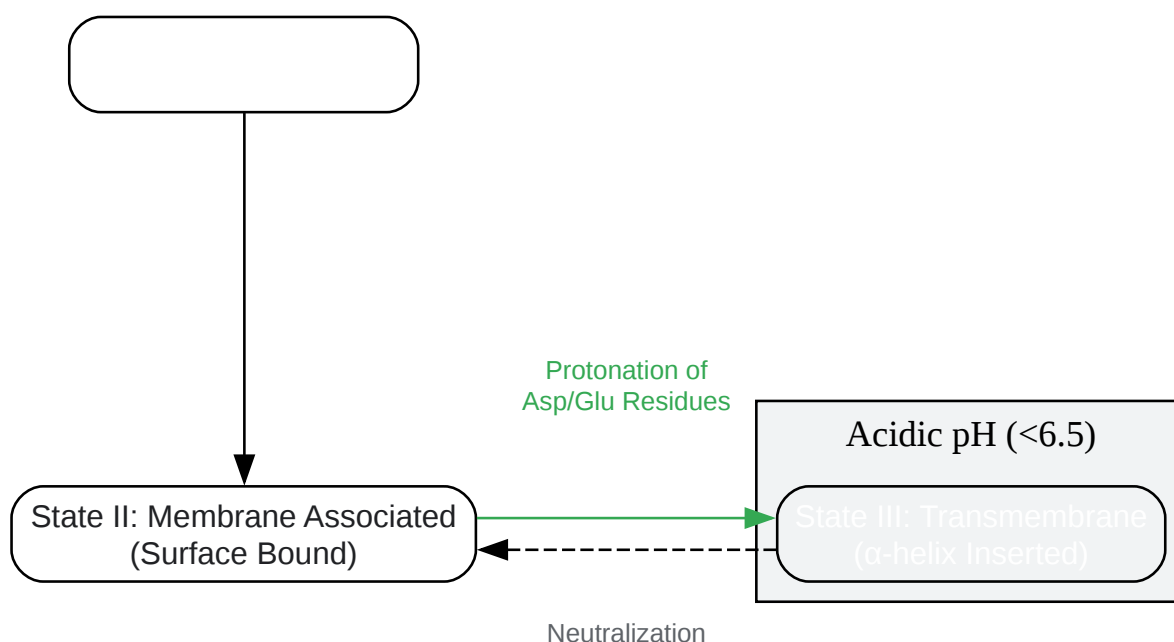 Protonation of
Asp/Glu Residues
Acidic pH (<6.5)
State II: Membrane Associated
(Surface Bound)
State III: Transmembrane
(α-helix Inserted)
Neutralization